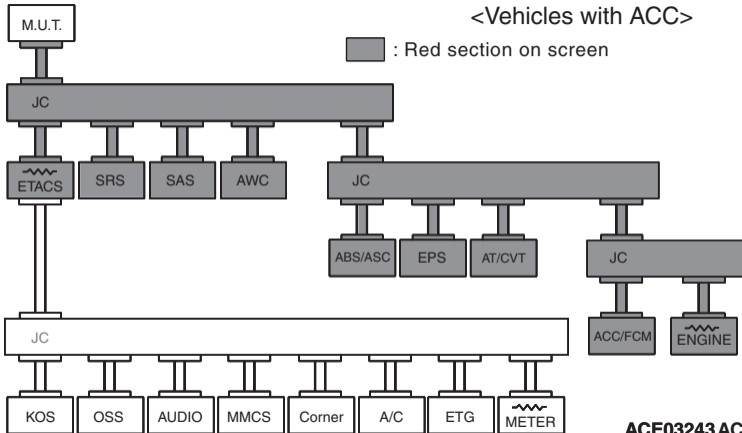 <Vehicles with ACC>
M.U.T.
: Red section on screen
JC
ETACS SRS SAS AWC JC
ABS/ASC EPS AT/CVT JC
JC ACC/FCM ENGINE
KOS OSS AUDIO MMCS Corner A/C ETG METER
ACE03243AC